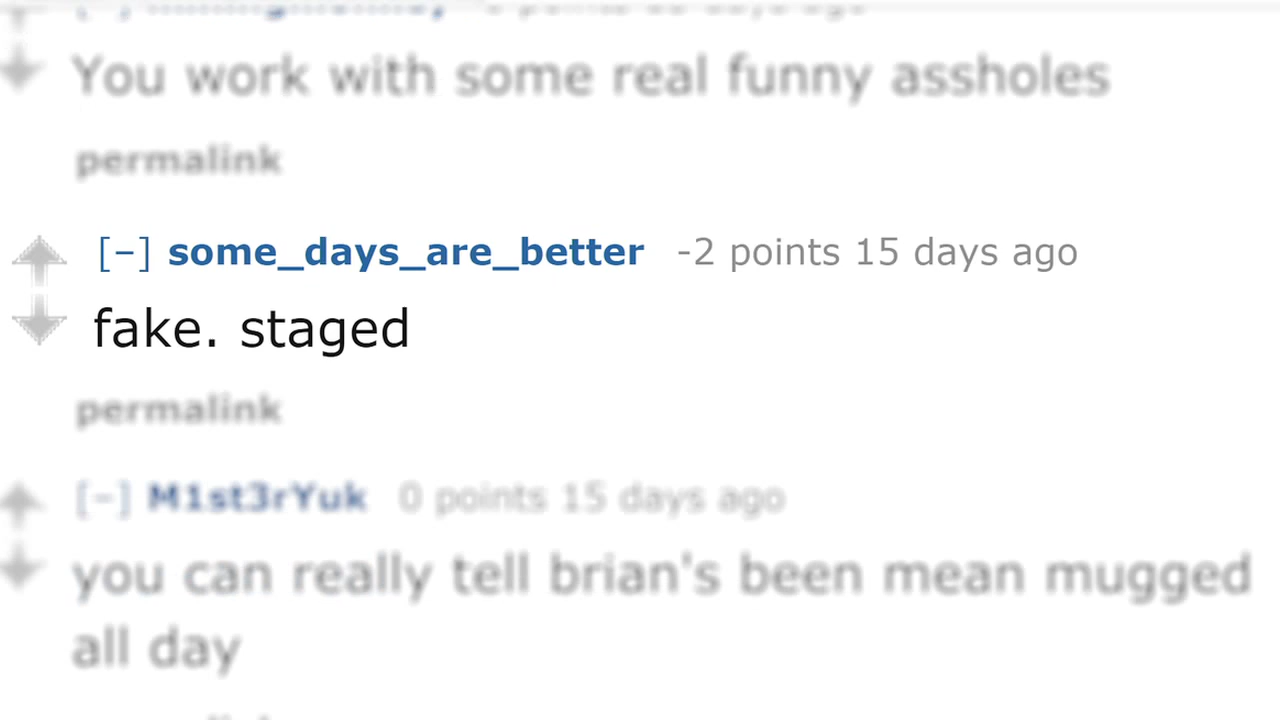 You work with some real funny assholes
permalink
[–] some_days_are_better -2 points 15 days ago
fake. staged
permalink
[–] M1st3rYuk 0 points 15 days ago
you can really tell brian's been mean mugged
all day